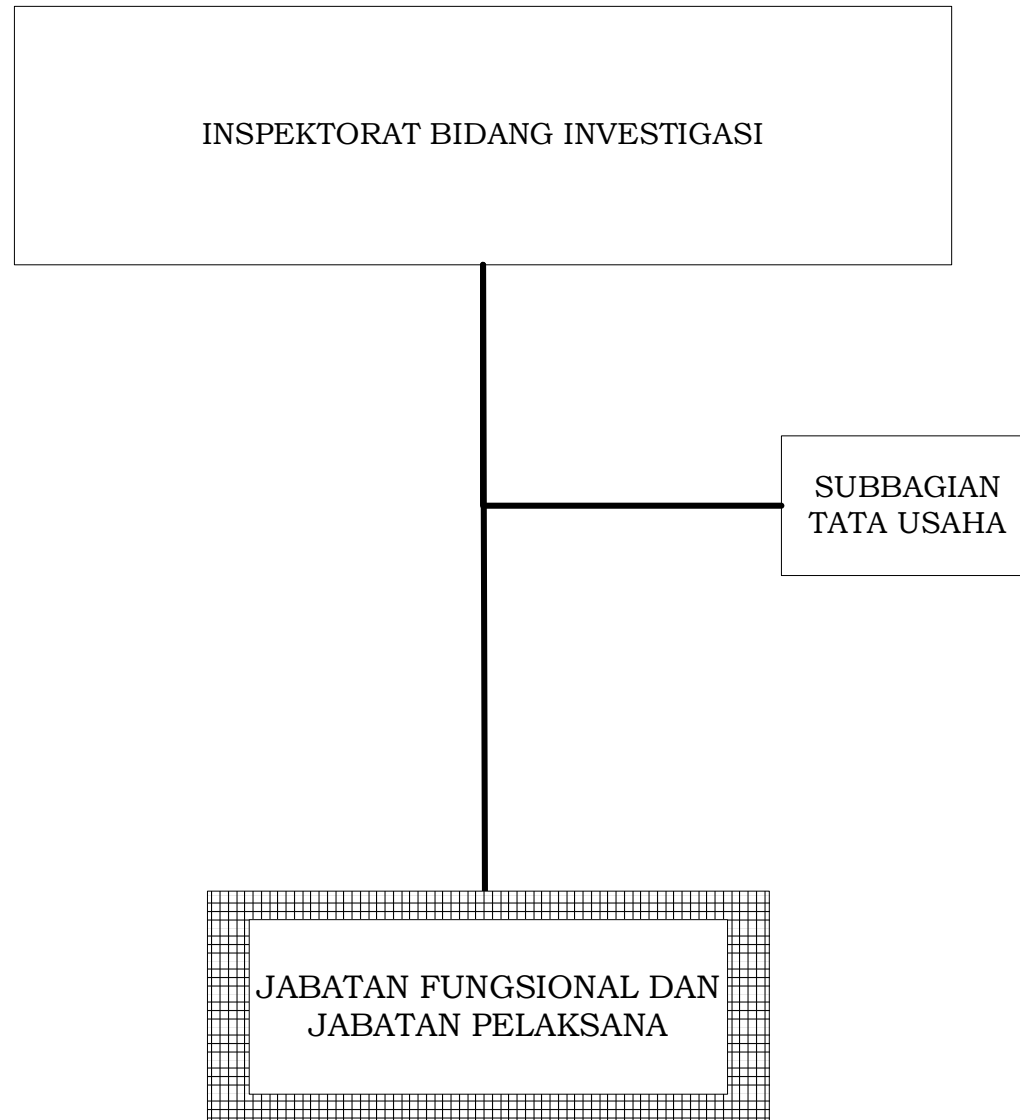 INSPEKTORAT BIDANG INVESTIGASI
SUBBAGIAN
TATA USAHA
JABATAN FUNGSIONAL DAN
JABATAN PELAKSANA